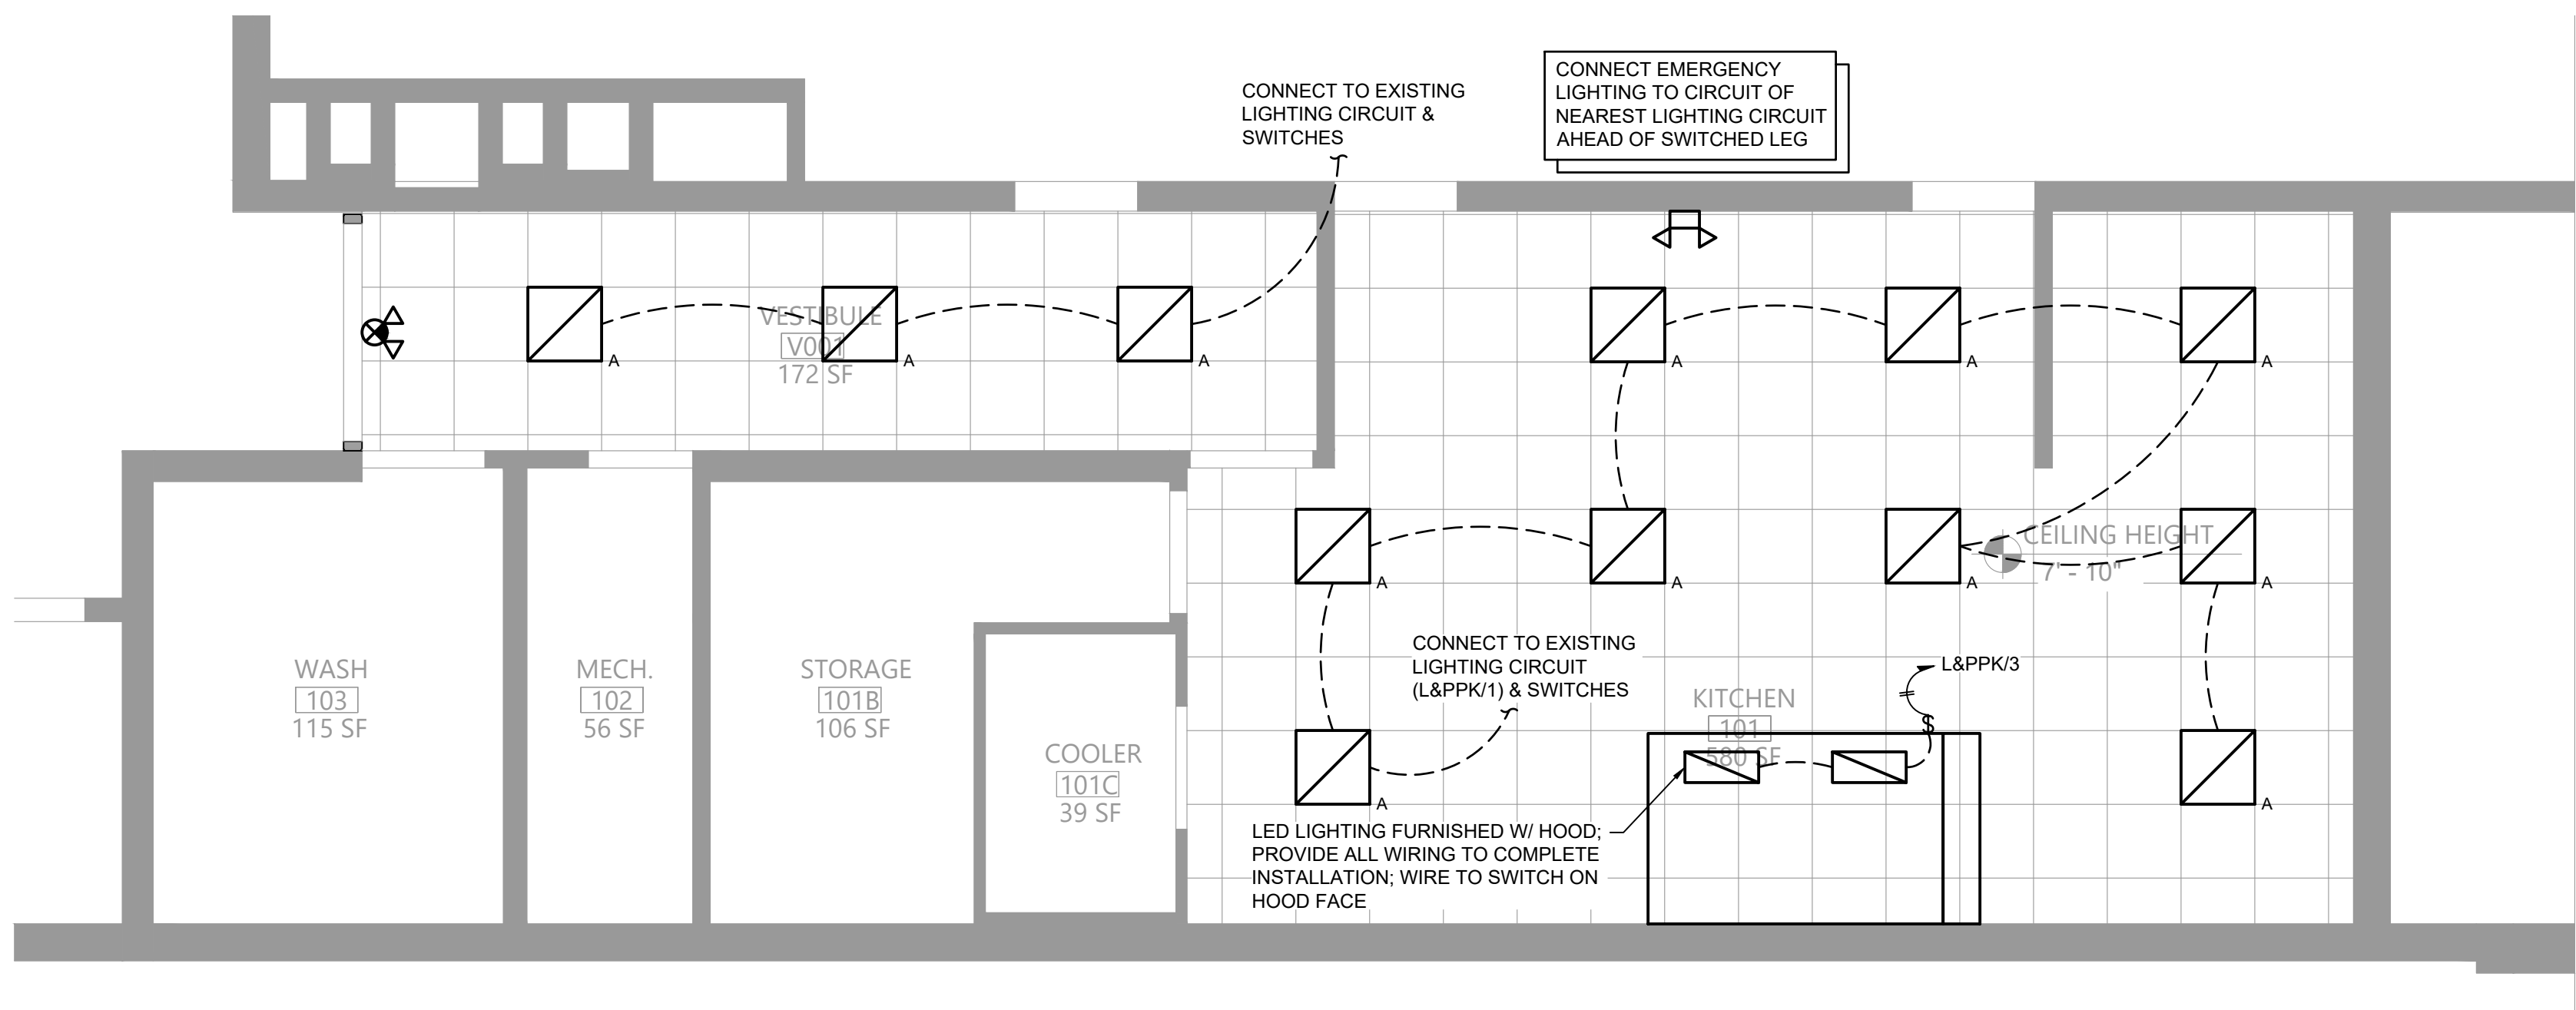 CONNECT TO EXISTING
LIGHTING CIRCUIT &
SWITCHES
CONNECT EMERGENCY
LIGHTING TO CIRCUIT OF
NEAREST LIGHTING CIRCUIT
AHEAD OF SWITCHED LEG
VESTIBULE
V001
172 SF
A
A
A
A
A
A
A
A
A
A
CEILING HEIGHT
7' - 10"
WASH
103
115 SF
MECH.
102
56 SF
STORAGE
101B
106 SF
COOLER
101C
39 SF
CONNECT TO EXISTING
LIGHTING CIRCUIT
(L&PPK/1) & SWITCHES
L&PPK/3
KITCHEN
101
580 SF
$
A
A
LED LIGHTING FURNISHED W/ HOOD;
PROVIDE ALL WIRING TO COMPLETE
INSTALLATION; WIRE TO SWITCH ON
HOOD FACE